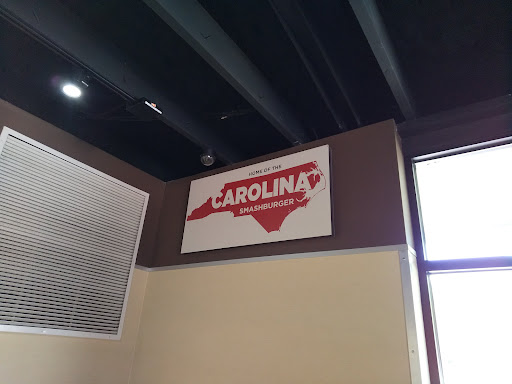 HOME OF THE
CAROLINA
SMASHBURGER